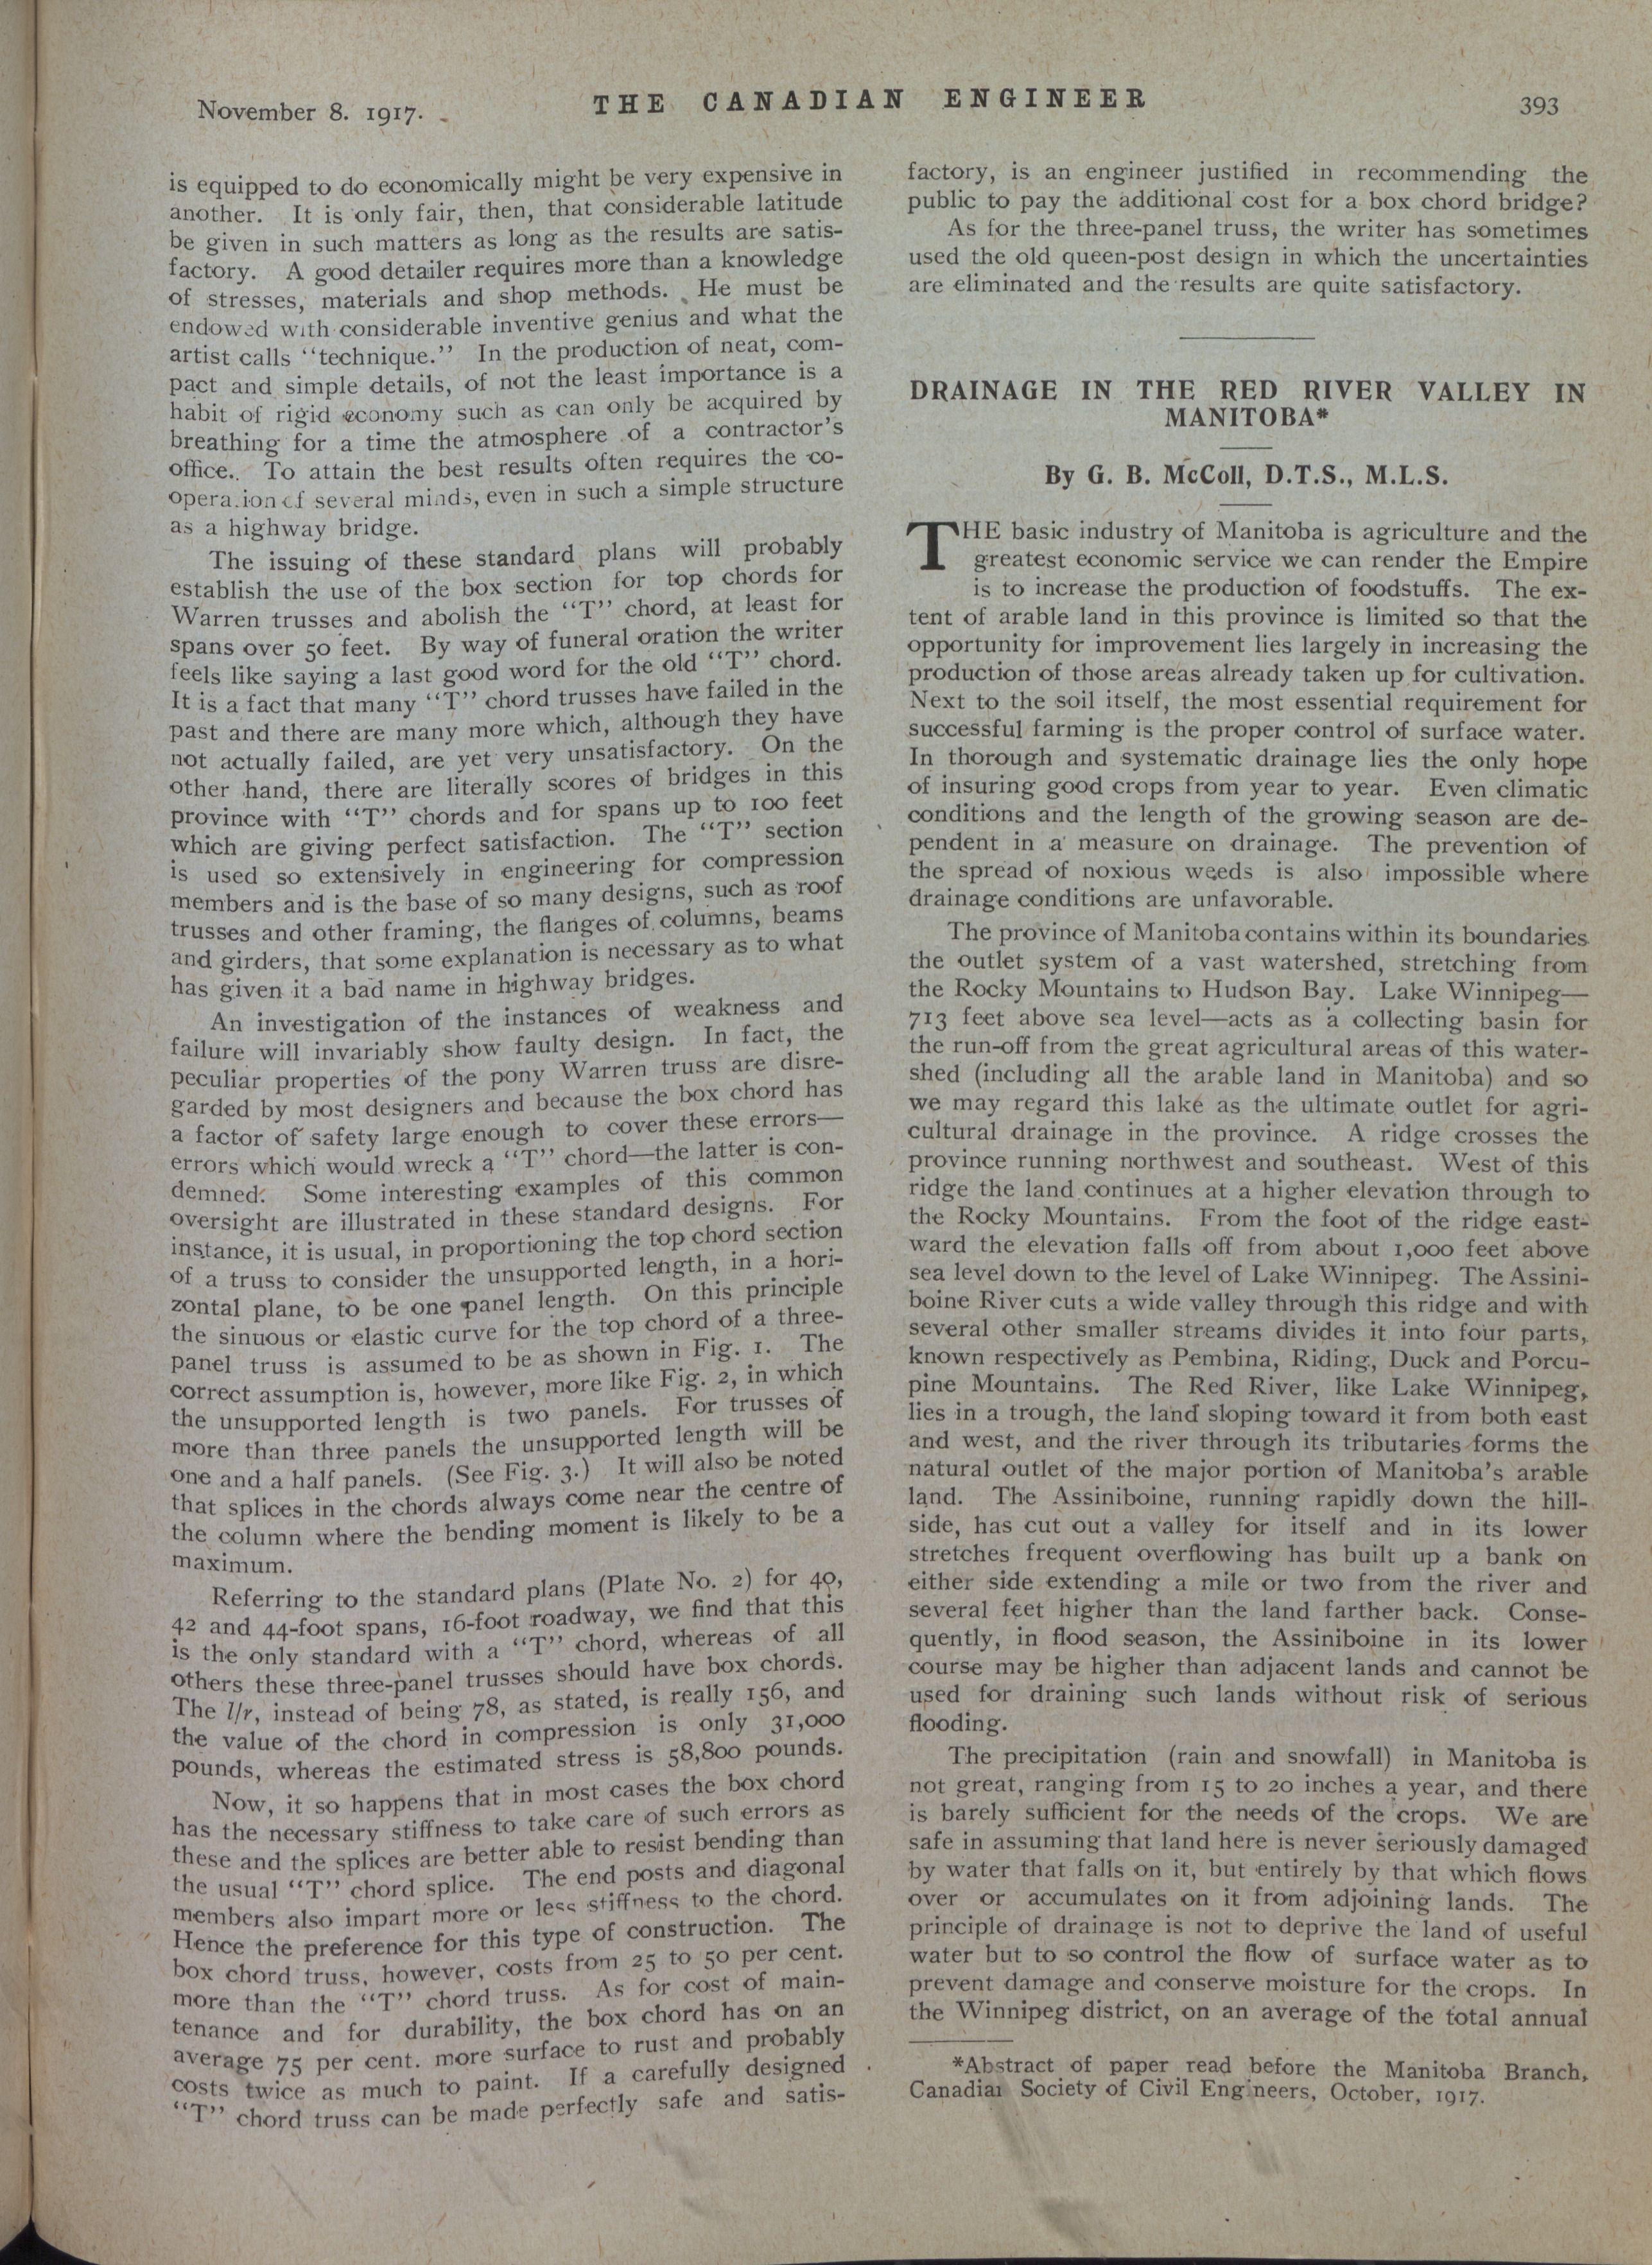 November 8. 1917.
THE CANADIAN ENGINEER
393
is equipped to do economically might be very expensive in
another. It is only fair, then, that considerable latitude
be given in such matters as long as the results are satis-
factory. A good detailer requires more than a knowledge
of stresses, materials and shop methods. He must be
endowed with considerable inventive genius and what the
artist calls "technique." In the production of neat, com-
pact and simple details, of not the least importance is a
habit of rigid economy such as can only be acquired by
breathing for a time the atmosphere of a contractor's
office. To attain the best results often requires the co-
operation of several minds, even in such a simple structure
as a highway bridge.
The issuing of these standard plans will probably
establish the use of the box section for top chords for
Warren trusses and abolish the "T" chord, at least for
spans over 50 feet. By way of funeral oration the writer
feels like saying a last good word for the old "T" chord.
It is a fact that many "T" chord trusses have failed in the
past and there are many more which, although they have
not actually failed, are yet very unsatisfactory. On the
other hand, there are literally scores of bridges in this
province with "T" chords and for spans up to 100 feet
which are giving perfect satisfaction. The "T" section
is used so extensively in engineering for compression
members and is the base of so many designs, such as roof
trusses and other framing, the flanges of columns, beams
and girders, that some explanation is necessary as to what
has given it a bad name in highway bridges.
An investigation of the instances of weakness and
failure will invariably show faulty design. In fact, the
peculiar properties of the pony Warren truss are disre-
garded by most designers and because the box chord has
a factor of safety large enough to cover these errors—
errors which would wreck a "T" chord—the latter is con-
demned. Some interesting examples of this common
oversight are illustrated in these standard designs. For
instance, it is usual, in proportioning the top chord section
of a truss to consider the unsupported length, in a hori-
zontal plane, to be one panel length. On this principle
the sinuous or elastic curve for the top chord of a three-
panel truss is assumed to be as shown in Fig. 1. The
correct assumption is, however, more like Fig. 2, in which
the unsupported length is two panels. For trusses of
more than three panels the unsupported length will be
one and a half panels. (See Fig. 3.) It will also be noted
that splices in the chords always come near the centre of
the column where the bending moment is likely to be a
maximum.
Referring to the standard plans (Plate No. 2) for 40,
42 and 44-foot spans, 16-foot roadway, we find that this
is the only standard with a "T" chord, whereas of all
others these three-panel trusses should have box chords.
The l/r, instead of being 78, as stated, is really 156, and
the value of the chord in compression is only 31,000
pounds, whereas the estimated stress is 58,800 pounds.
Now, it so happens that in most cases the box chord
has the necessary stiffness to take care of such errors as
these and the splices are better able to resist bending than
the usual "T" chord splice. The end posts and diagonal
members also impart more or less stiffness to the chord.
Hence the preference for this type of construction. The
box chord truss, however, costs from 25 to 50 per cent.
more than the "T" chord truss. As for cost of main-
tenance and for durability, the box chord has on an
average 75 per cent. more surface to rust and probably
costs twice as much to paint. If a carefully designed
"T" chord truss can be made perfectly safe and satis-
factory, is an engineer justified in recommending the
public to pay the additional cost for a box chord bridge?
As for the three-panel truss, the writer has sometimes
used the old queen-post design in which the uncertainties
are eliminated and the results are quite satisfactory.
DRAINAGE IN THE RED RIVER VALLEY IN
MANITOBA*
By G. B. McColl, D.T.S., M.L.S.
THE basic industry of Manitoba is agriculture and the
greatest economic service we can render the Empire
is to increase the production of foodstuffs. The ex-
tent of arable land in this province is limited so that the
opportunity for improvement lies largely in increasing the
production of those areas already taken up for cultivation.
Next to the soil itself, the most essential requirement for
successful farming is the proper control of surface water.
In thorough and systematic drainage lies the only hope
of insuring good crops from year to year. Even climatic
conditions and the length of the growing season are de-
pendent in a measure on drainage. The prevention of
the spread of noxious weeds is also impossible where
drainage conditions are unfavorable.
The province of Manitoba contains within its boundaries
the outlet system of a vast watershed, stretching from
the Rocky Mountains to Hudson Bay. Lake Winnipeg—
713 feet above sea level—acts as a collecting basin for
the run-off from the great agricultural areas of this water-
shed (including all the arable land in Manitoba) and so
we may regard this lake as the ultimate outlet for agri-
cultural drainage in the province. A ridge crosses the
province running northwest and southeast. West of this
ridge the land continues at a higher elevation through to
the Rocky Mountains. From the foot of the ridge east-
ward the elevation falls off from about 1,000 feet above
sea level down to the level of Lake Winnipeg. The Assini-
boine River cuts a wide valley through this ridge and with
several other smaller streams divides it into four parts,
known respectively as Pembina, Riding, Duck and Porcu-
pine Mountains. The Red River, like Lake Winnipeg,
lies in a trough, the land sloping toward it from both east
and west, and the river through its tributaries forms the
natural outlet of the major portion of Manitoba's arable
land. The Assiniboine, running rapidly down the hill-
side, has cut out a valley for itself and in its lower
stretches frequent overflowing has built up a bank on
either side extending a mile or two from the river and
several feet higher than the land farther back. Conse-
quently, in flood season, the Assiniboine in its lower
course may be higher than adjacent lands and cannot be
used for draining such lands without risk of serious
flooding.
The precipitation (rain and snowfall) in Manitoba is
not great, ranging from 15 to 20 inches a year, and there
is barely sufficient for the needs of the crops. We are
safe in assuming that land here is never seriously damaged
by water that falls on it, but entirely by that which flows
over or accumulates on it from adjoining lands. The
principle of drainage is not to deprive the land of useful
water but to so control the flow of surface water as to
prevent damage and conserve moisture for the crops. In
the Winnipeg district, on an average of the total annual
*Abstract of paper read before the Manitoba Branch,
Canadian Society of Civil Engineers, October, 1917.